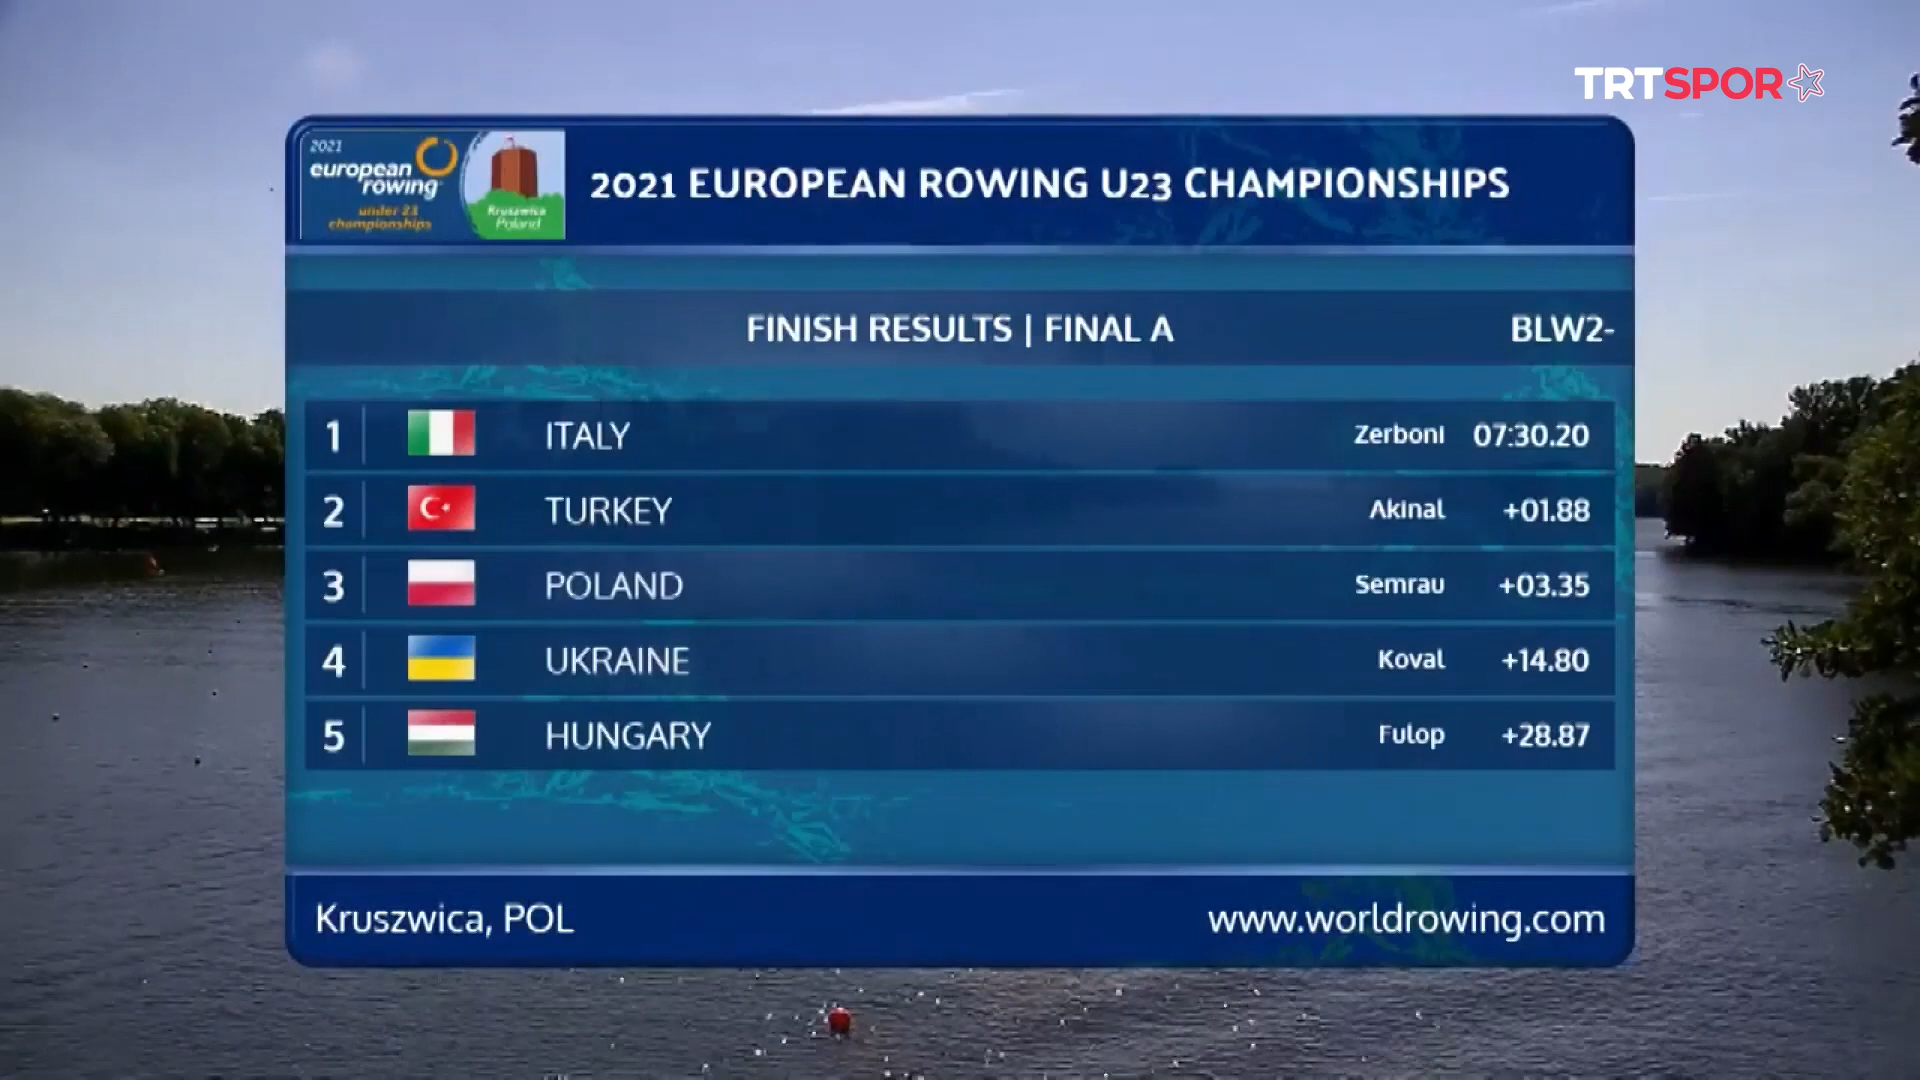 TRTSPOR
2021
european
rowing
under 23
championships
Kruszwica
Poland
2021 EUROPEAN ROWING U23 CHAMPIONSHIPS
FINISH RESULTS | FINAL A BLW2-
1 ITALY Zerboni 07:30.20
2 TURKEY Akinal +01.88
3 POLAND Semrau +03.35
4 UKRAINE Koval +14.80
5 HUNGARY Fulop +28.87
Kruszwica, POL www.worldrowing.com